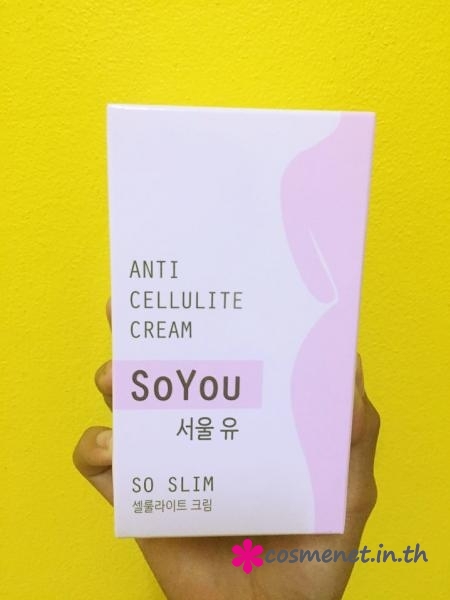 ANTI
CELLULITE
CREAM
SoYou
서울 유
SO SLIM
셀룰라이트 크림
cosmenet.in.th